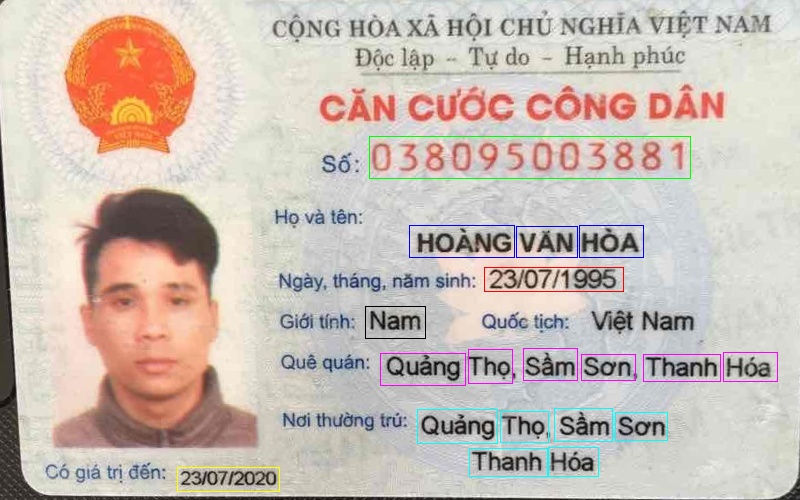 CỘNG HÒA XÃ HỘI CHỦ NGHĨA VIỆT NAM
Độc lập - Tự do - Hạnh phúc
CĂN CƯỚC CÔNG DÂN
Số: 038095003881
Họ và tên:
HOÀNG VĂN HÒA
Ngày, tháng, năm sinh: 23/07/1995
Giới tính: Nam Quốc tịch: Việt Nam
Quê quán: Quảng Thọ, Sầm Sơn, Thanh Hóa
Nơi thường trú: Quảng Thọ, Sầm Sơn
Thanh Hóa
Có giá trị đến: 23/07/2020